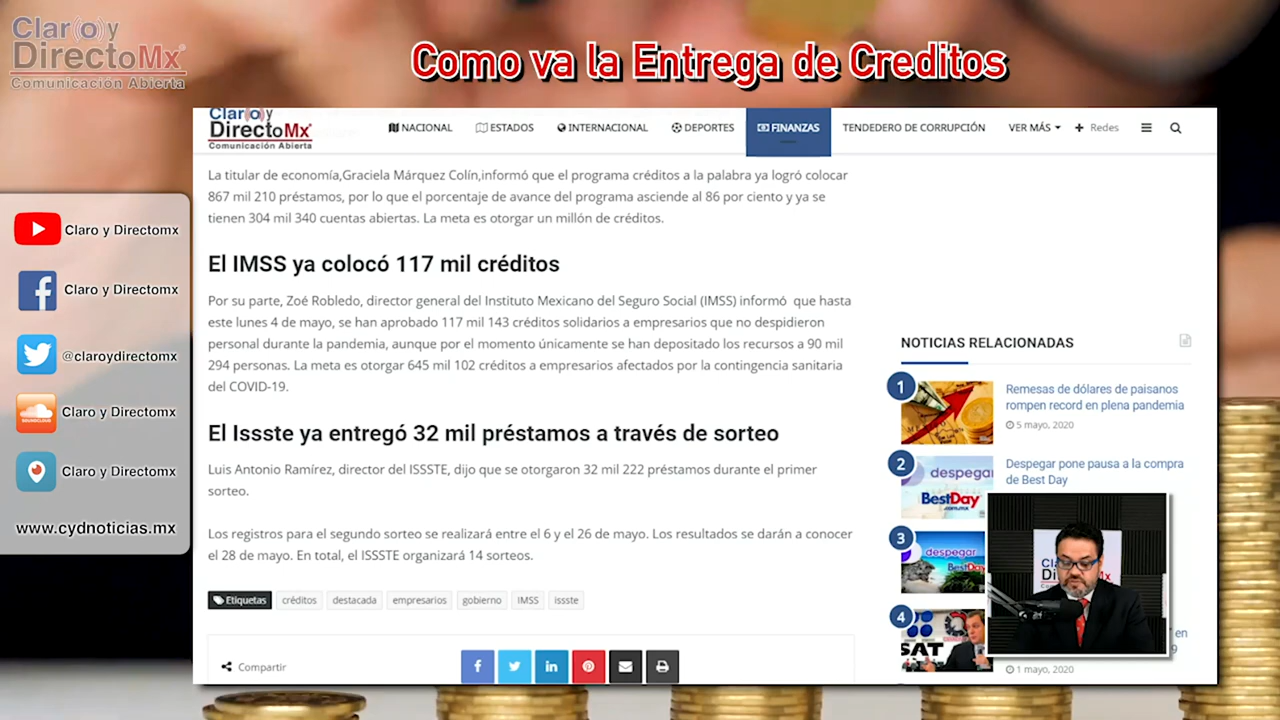 Claro y
DirectoMx
Comunicación Abierta
Como va la Entrega de Creditos
Claro y
DirectoMx
Comunicación Abierta
NACIONAL
ESTADOS
INTERNACIONAL
DEPORTES
FINANZAS
TENDEDERO DE CORRUPCIÓN
VER MÁS
Redes
La titular de economía,Graciela Márquez Colín,informó que el programa créditos a la palabra ya logró colocar
867 mil 210 préstamos, por lo que el porcentaje de avance del programa asciende al 86 por ciento y ya se
tienen 304 mil 340 cuentas abiertas. La meta es otorgar un millón de créditos.
El IMSS ya colocó 117 mil créditos
Por su parte, Zoé Robledo, director general del Instituto Mexicano del Seguro Social (IMSS) informó que hasta
este lunes 4 de mayo, se han aprobado 117 mil 143 créditos solidarios a empresarios que no despidieron
personal durante la pandemia, aunque por el momento únicamente se han depositado los recursos a 90 mil
294 personas. La meta es otorgar 645 mil 102 créditos a empresarios afectados por la contingencia sanitaria
del COVID-19.
El Issste ya entregó 32 mil préstamos a través de sorteo
Luis Antonio Ramírez, director del ISSSTE, dijo que se otorgaron 32 mil 222 préstamos durante el primer
sorteo.
Los registros para el segundo sorteo se realizará entre el 6 y el 26 de mayo. Los resultados se darán a conocer
el 28 de mayo. En total, el ISSSTE organizará 14 sorteos.
Etiquetas
créditos
destacada
empresarios
gobierno
IMSS
issste
Compartir
NOTICIAS RELACIONADAS
1
Remesas de dólares de paisanos
rompen record en plena pandemia
5 mayo, 2020
2
despegar
BestDay
Despegar pone pausa a la compra
de Best Day
3
despegar
BestDay
4
SAT
en
9
1 mayo, 2020
Claro y Directomx
Claro y Directomx
@claroydirectomx
SOUNDCLOUD
Claro y Directomx
Claro y Directomx
www.cydnoticias.mx